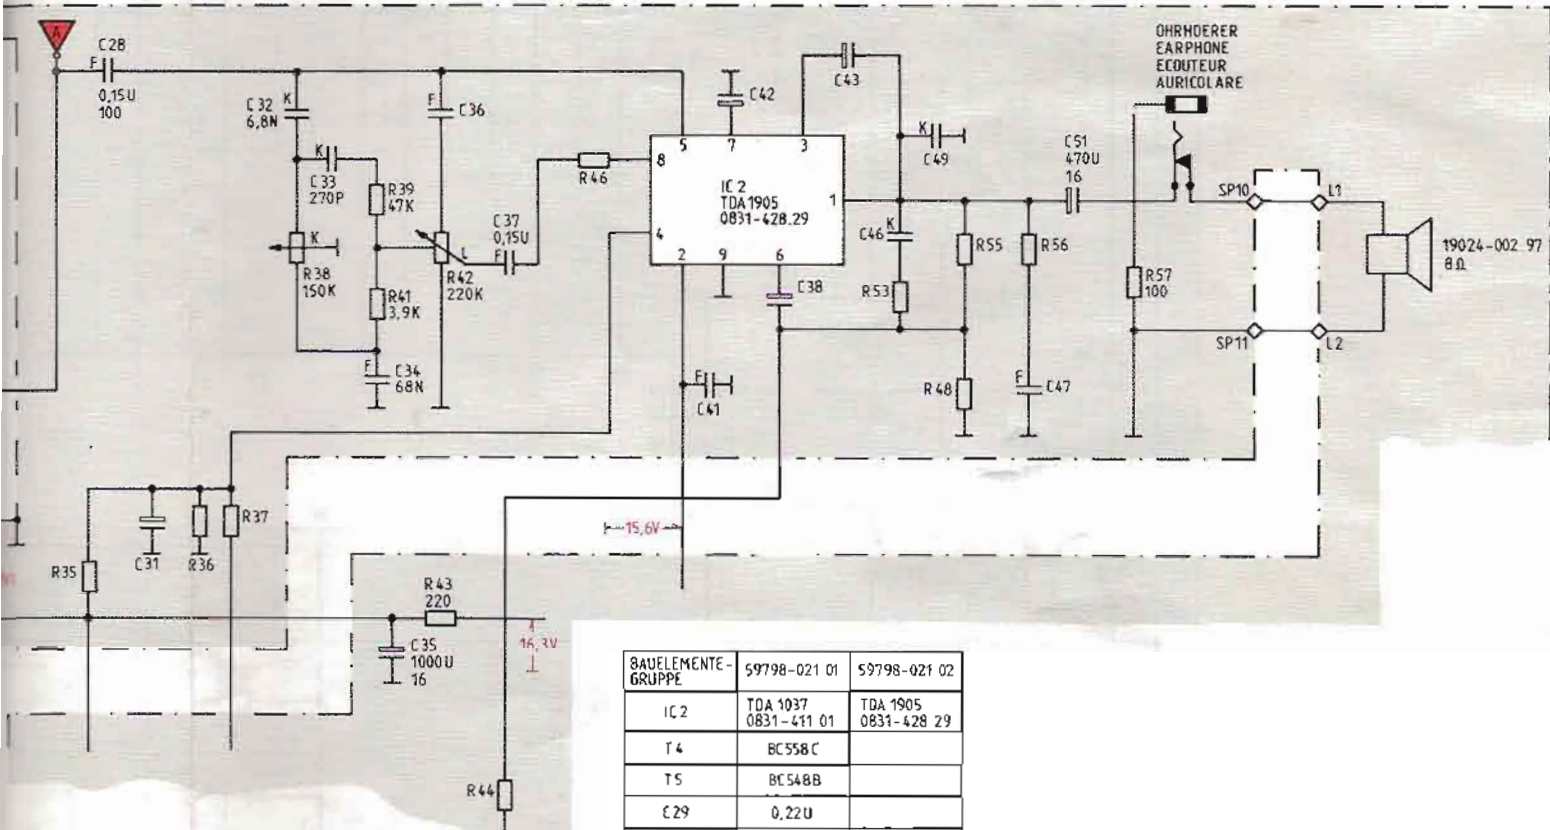 A
C28
F
0,15U
100
C32
K
6,8N
K
C33
270P
R39
47K
K
R38
150K
R41
3,9K
F
C34
68N
F
C36
L
R42
220K
C37
0,15U
F
R46
C42
C43
5
7
3
8
IC 2
TDA1905
0831-428.29
1
4
2
9
6
K
C49
K
C46
R53
C38
R55
R56
C51
470U
16
OHRHOERER
EARPHONE
ECOUTEUR
AURICOLARE
SP10
L1
R57
100
19024-002 97
8Ω
SP11
L2
R48
F
C47
F
C41
15,6V
R37
R35
C31
R36
R43
220
C35
1000U
16
16,3V
R44
BAUELEMENTE-
GRUPPE
59798-021 01
59798-021 02
IC2
TDA 1037
0831-411 01
TDA 1905
0831-428 29
T4
BC558C
T5
BC548B
C29
0,22U